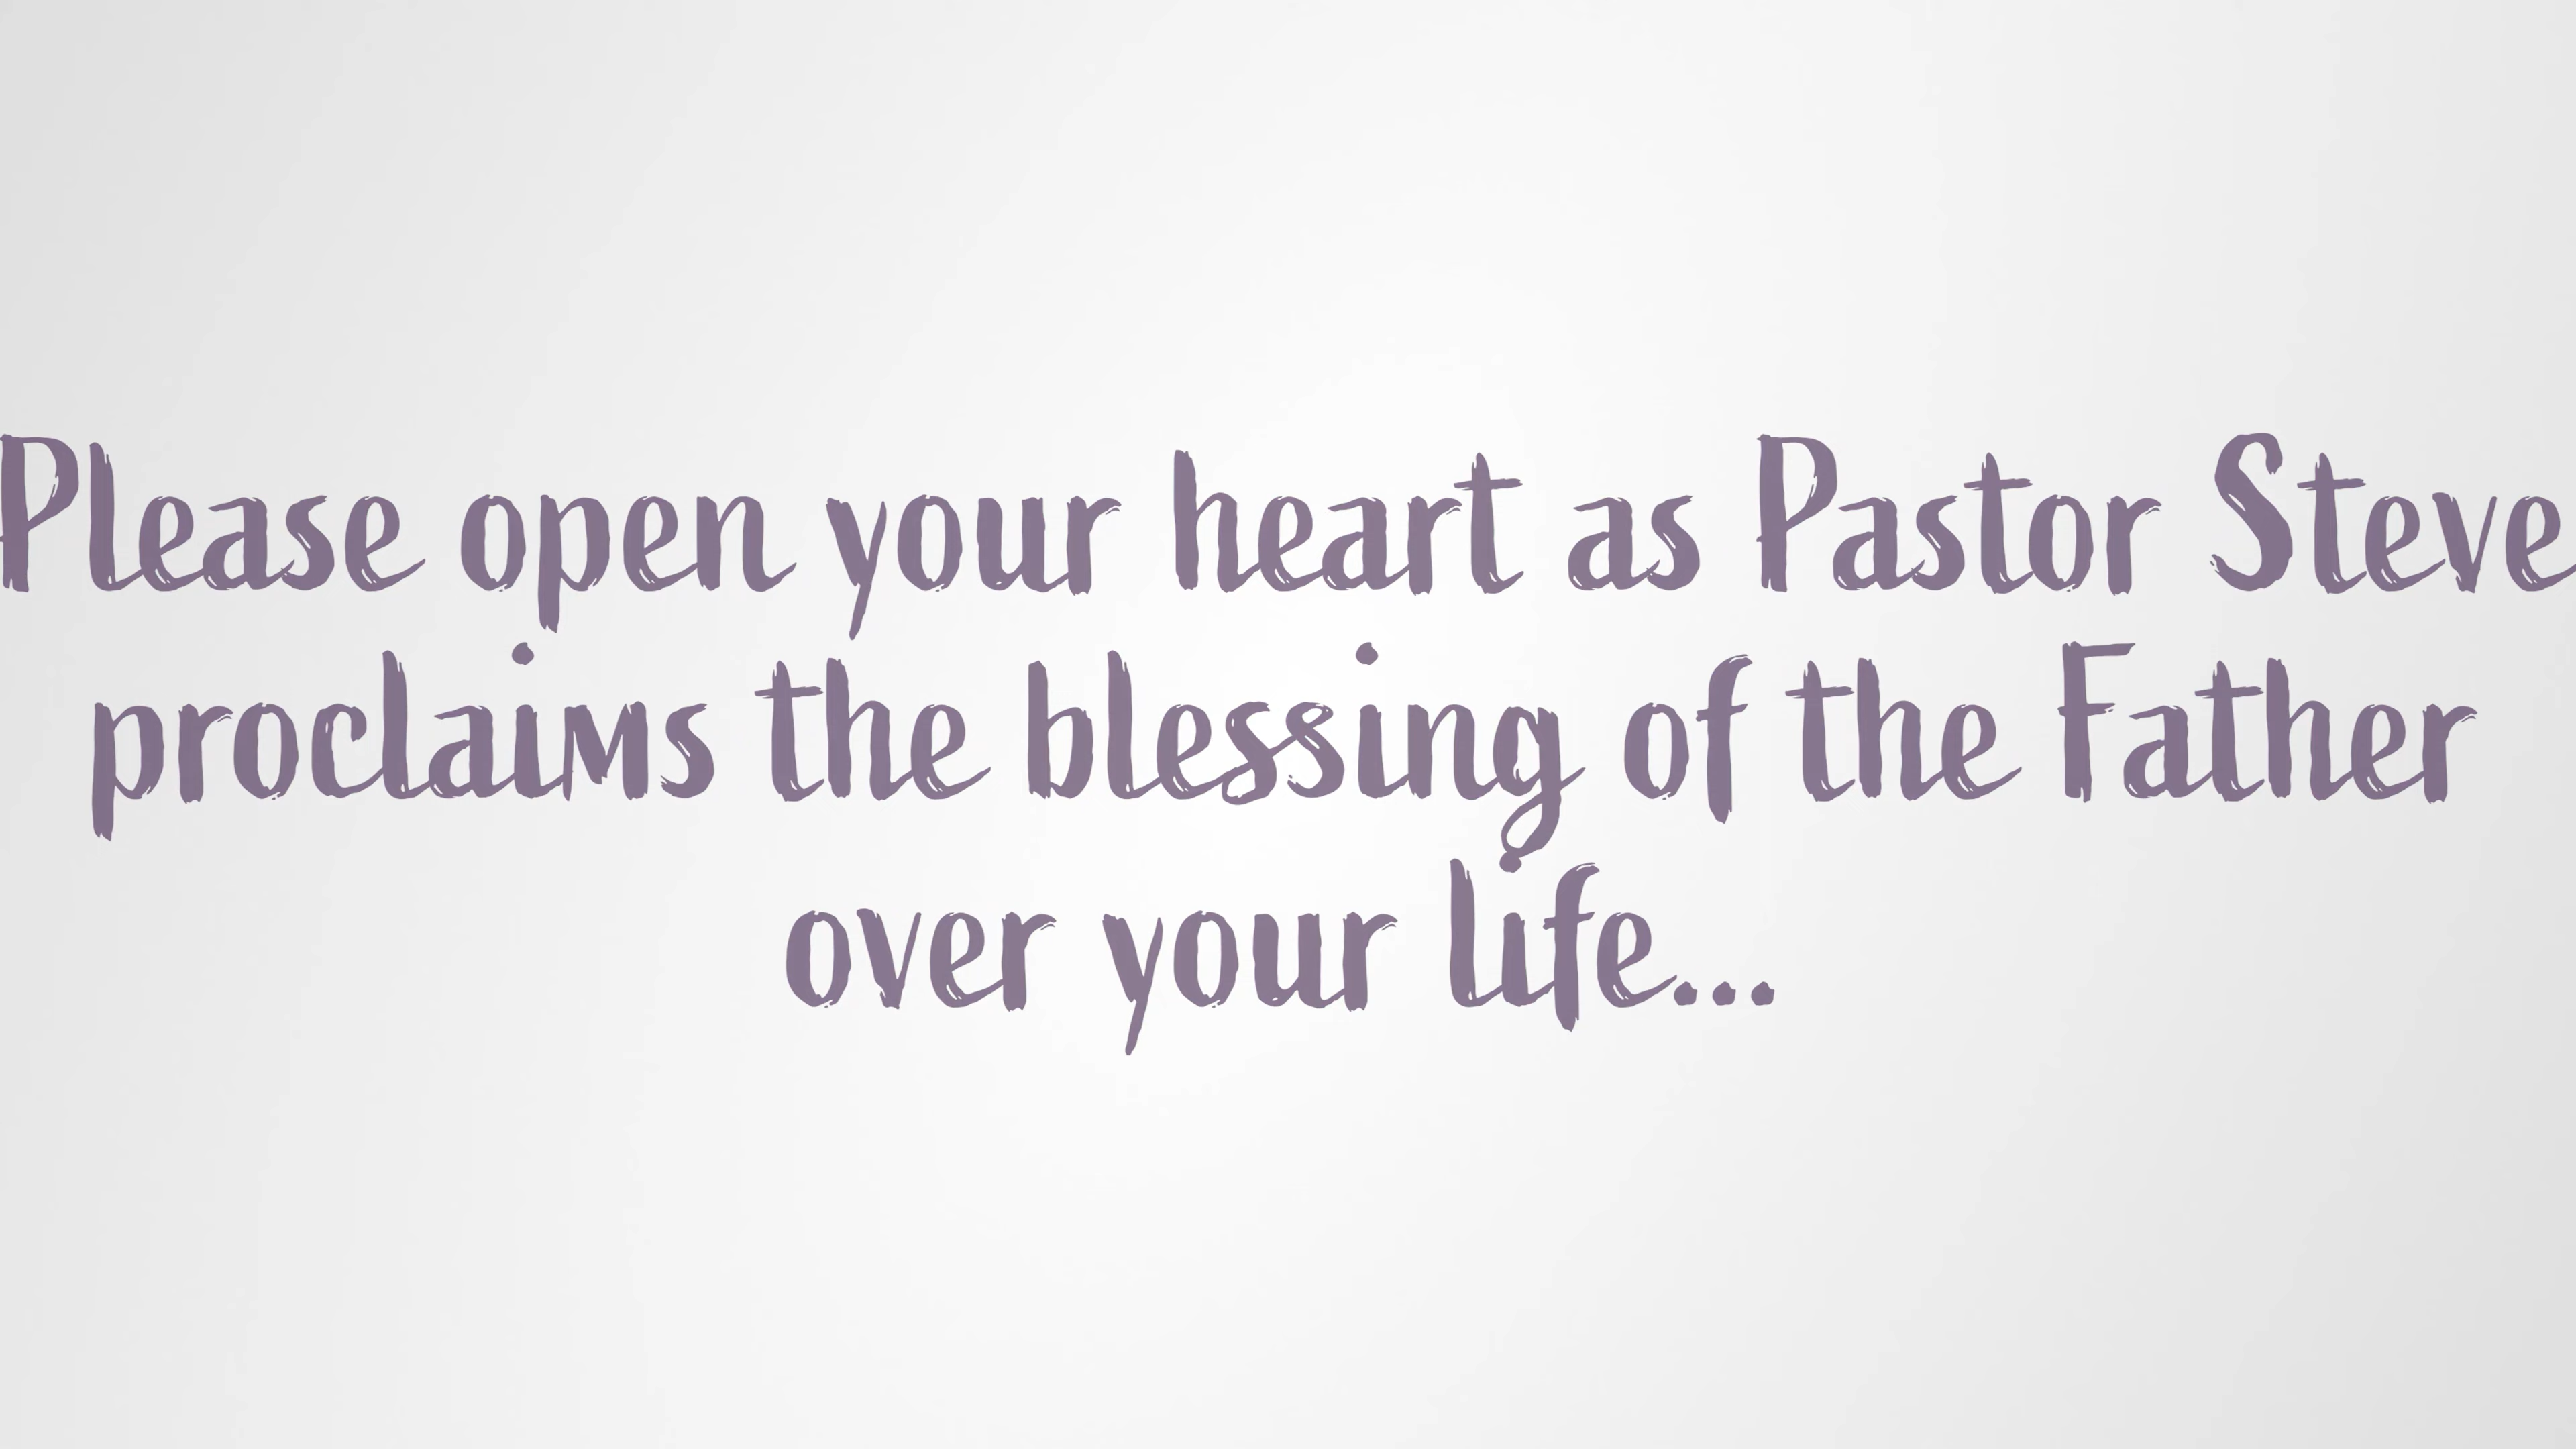 Please open your heart as Pastor Steve
proclaims the blessing of the Father
over your life...